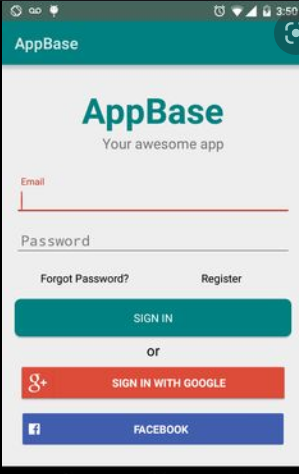 3:50
AppBase
AppBase
Your awesome app
Email
Password
Forgot Password? Register
SIGN IN
or
g+ SIGN IN WITH GOOGLE
f FACEBOOK